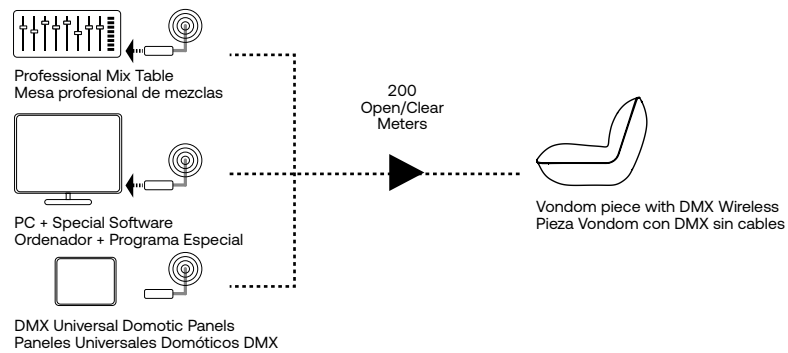 Professional Mix Table
Mesa profesional de mezclas
200
Open/Clear
Meters
PC + Special Software
Ordenador + Programa Especial
Vondom piece with DMX Wireless
Pieza Vondom con DMX sin cables
DMX Universal Domotic Panels
Paneles Universales Domóticos DMX